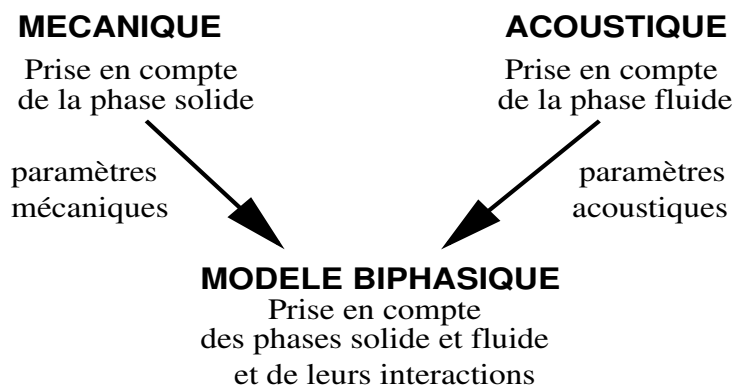 MECANIQUE
Prise en compte
de la phase solide
ACOUSTIQUE
Prise en compte
de la phase fluide
paramètres
mécaniques
paramètres
acoustiques
MODELE BIPHASIQUE
Prise en compte
des phases solide et fluide
et de leurs interactions